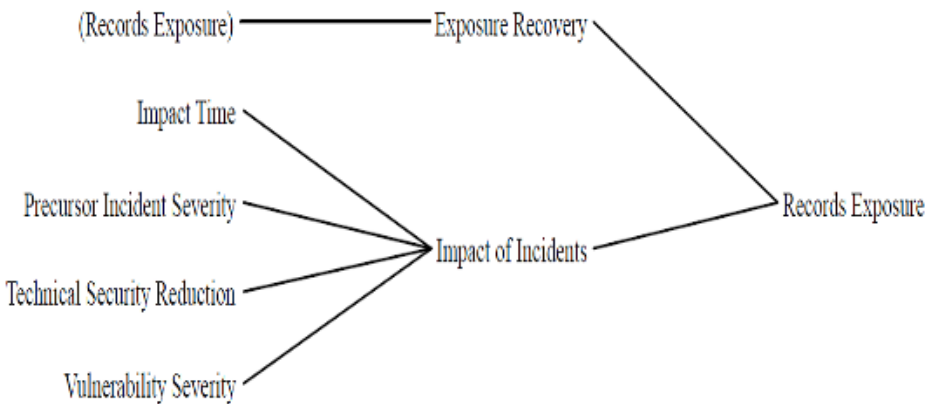 (Records Exposure)
Exposure Recovery
Impact Time
Precursor Incident Severity
Records Exposure
Impact of Incidents
Technical Security Reduction
Vulnerability Severity